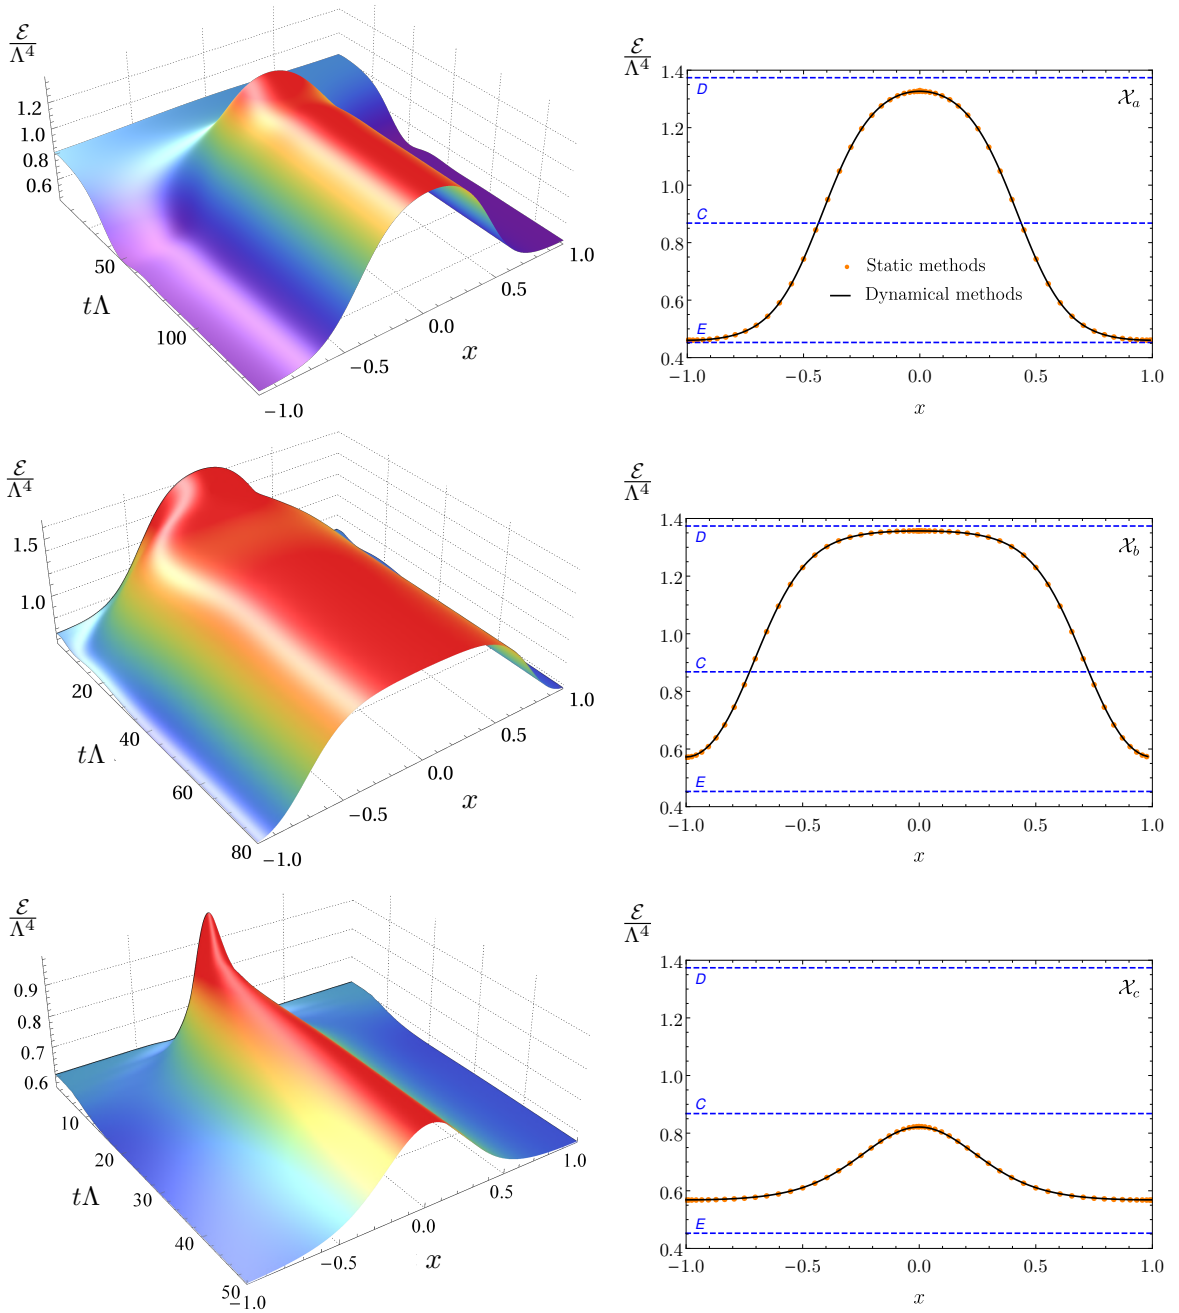 ℰ/Λ⁴
1.2
1.0
0.8
0.6
50
100
tΛ
−1.0
−0.5
0.0
0.5
1.0
x
ℰ/Λ⁴
1.4
1.2
1.0
0.8
0.6
0.4
D
C
E
𝒳a
Static methods
Dynamical methods
−1.0 −0.5 0.0 0.5 1.0
x
ℰ/Λ⁴
1.5
1.0
20
40
60
80
tΛ
−1.0
−0.5
0.0
0.5
1.0
x
ℰ/Λ⁴
1.4
1.2
1.0
0.8
0.6
0.4
D
C
E
𝒳b
−1.0 −0.5 0.0 0.5 1.0
x
ℰ/Λ⁴
0.9
0.8
0.7
0.6
10
20
30
40
50
tΛ
−1.0
−0.5
0.0
0.5
1.0
x
ℰ/Λ⁴
1.4
1.2
1.0
0.8
0.6
0.4
D
C
E
𝒳c
−1.0 −0.5 0.0 0.5 1.0
x